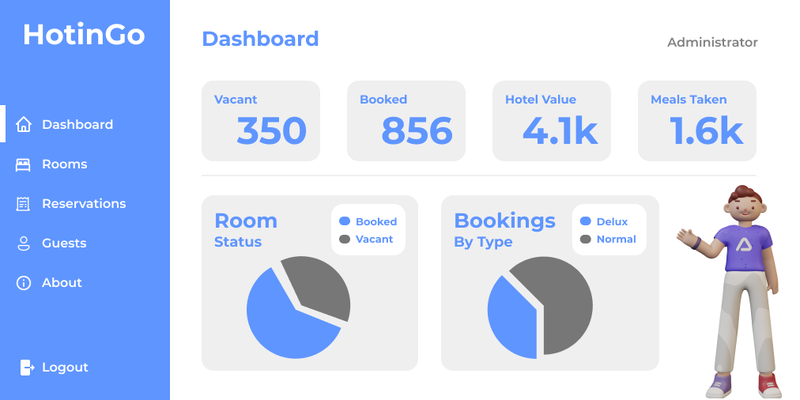 HotinGo
Dashboard
Rooms
Reservations
Guests
About
Logout
Dashboard
Administrator
Vacant
350
Booked
856
Hotel Value
4.1k
Meals Taken
1.6k
Room
Status
Booked
Vacant
Bookings
By Type
Delux
Normal